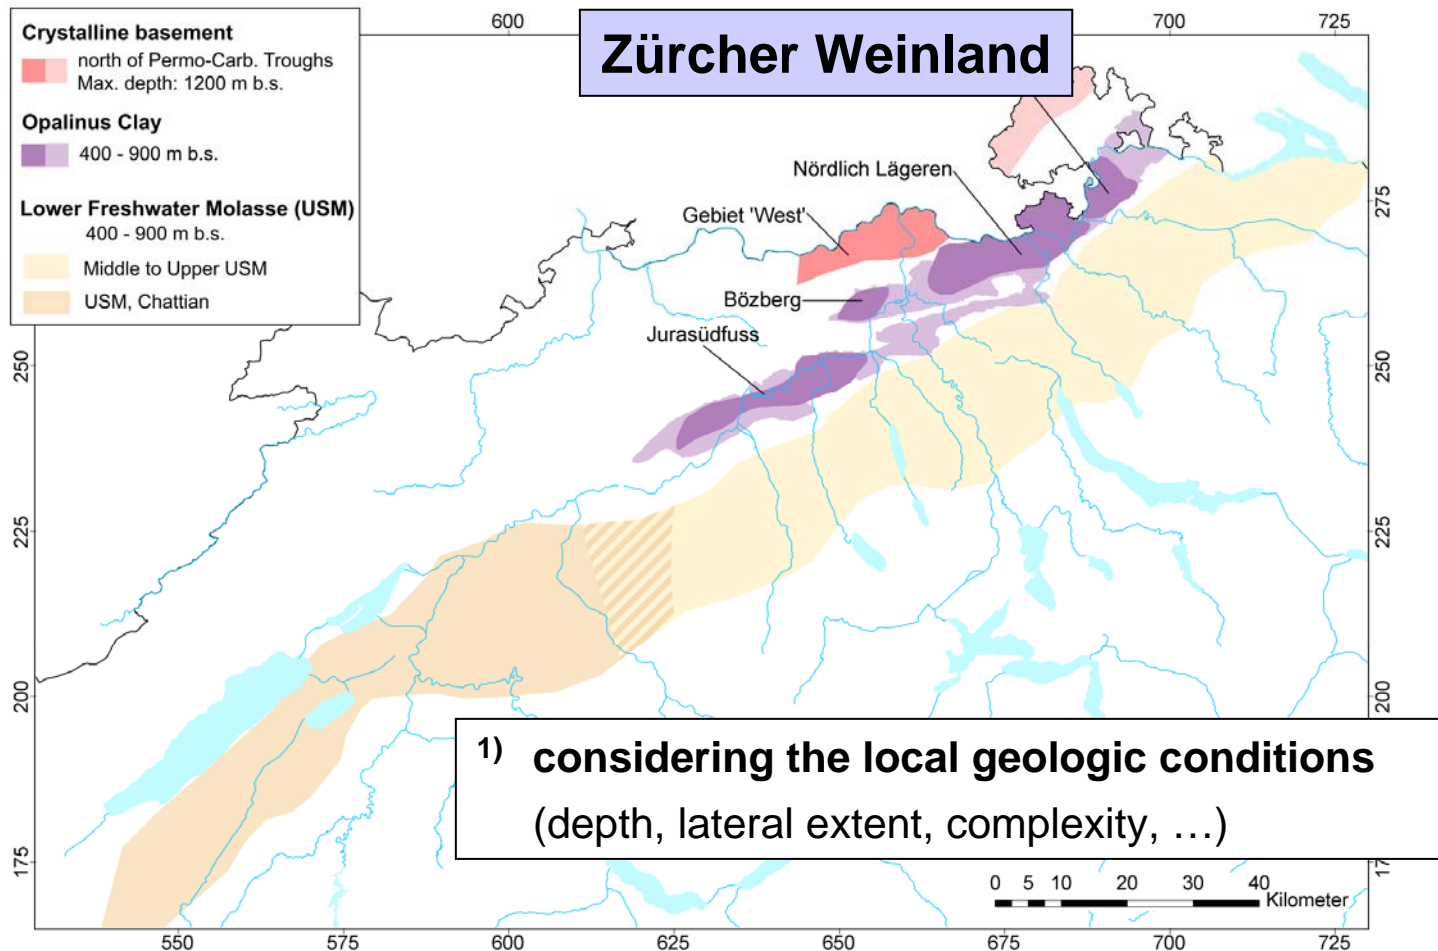 Crystalline basement
north of Permo-Carb. Troughs
Max. depth: 1200 m b.s.
Opalinus Clay
400 - 900 m b.s.
Lower Freshwater Molasse (USM)
400 - 900 m b.s.
Middle to Upper USM
USM, Chattian
600
700
725
Zürcher Weinland
Nördlich Lägeren
Gebiet 'West'
Bözberg
Jurasüdfuss
275
250
250
225
225
200
200
175
1) considering the local geologic conditions
(depth, lateral extent, complexity, …)
0 5 10 20 30 40
Kilometer
550
575
600
625
650
675
700
725